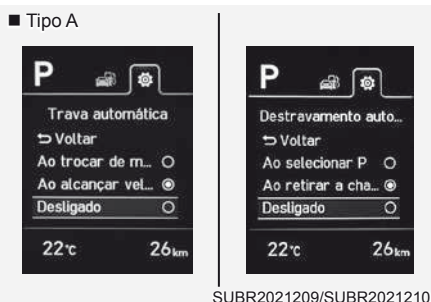 ■ Tipo A
P
Trava automática
Voltar
Ao trocar de m...
Ao alcançar vel...
Desligado
22°C 26km
P
Destravamento auto...
Voltar
Ao selecionar P
Ao retirar a cha...
Desligado
22°C 26km
SUBR2021209/SUBR2021210